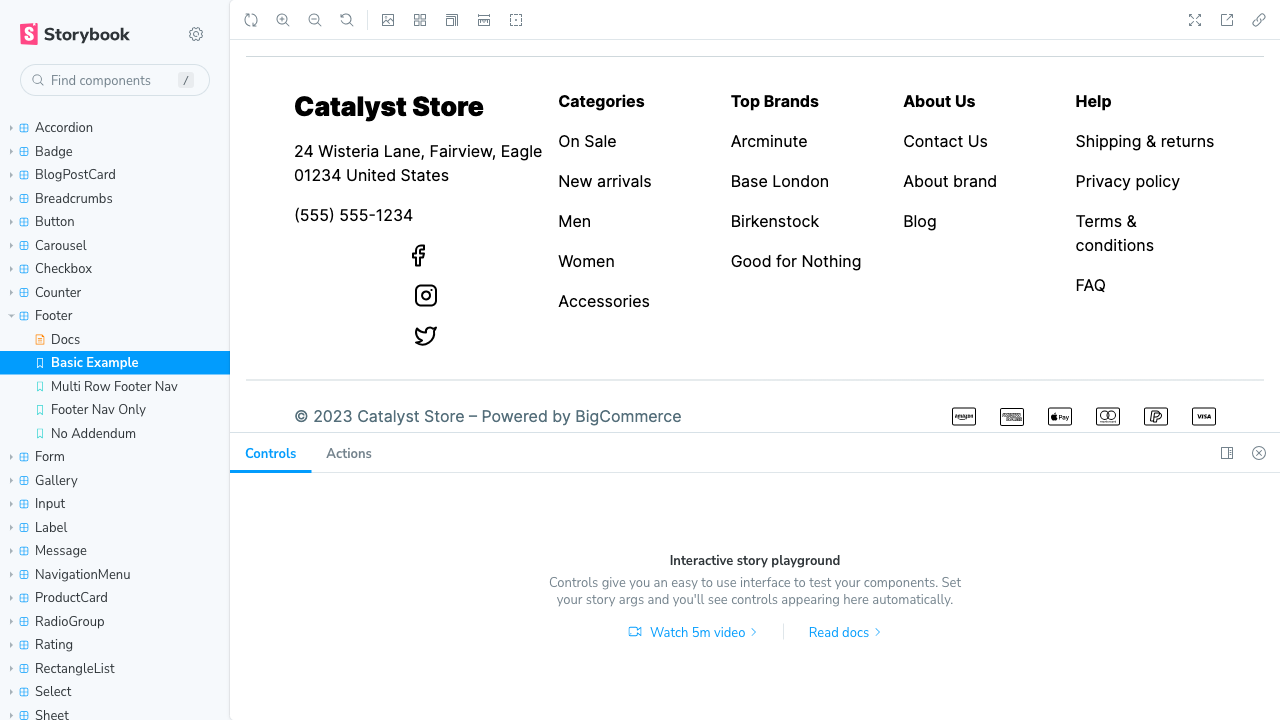 Storybook
Find components
/
Accordion
Badge
BlogPostCard
Breadcrumbs
Button
Carousel
Checkbox
Counter
Footer
Docs
Basic Example
Multi Row Footer Nav
Footer Nav Only
No Addendum
Form
Gallery
Input
Label
Message
NavigationMenu
ProductCard
RadioGroup
Rating
RectangleList
Select
Sheet
Catalyst Store
24 Wisteria Lane, Fairview, Eagle
01234 United States
(555) 555-1234
Categories
On Sale
New arrivals
Men
Women
Accessories
Top Brands
Arcminute
Base London
Birkenstock
Good for Nothing
About Us
Contact Us
About brand
Blog
Help
Shipping & returns
Privacy policy
Terms &
conditions
FAQ
© 2023 Catalyst Store – Powered by BigCommerce
amazon
Pay
VISA
Controls
Actions
Interactive story playground
Controls give you an easy to use interface to test your components. Set
your story args and you'll see controls appearing here automatically.
Watch 5m video
Read docs